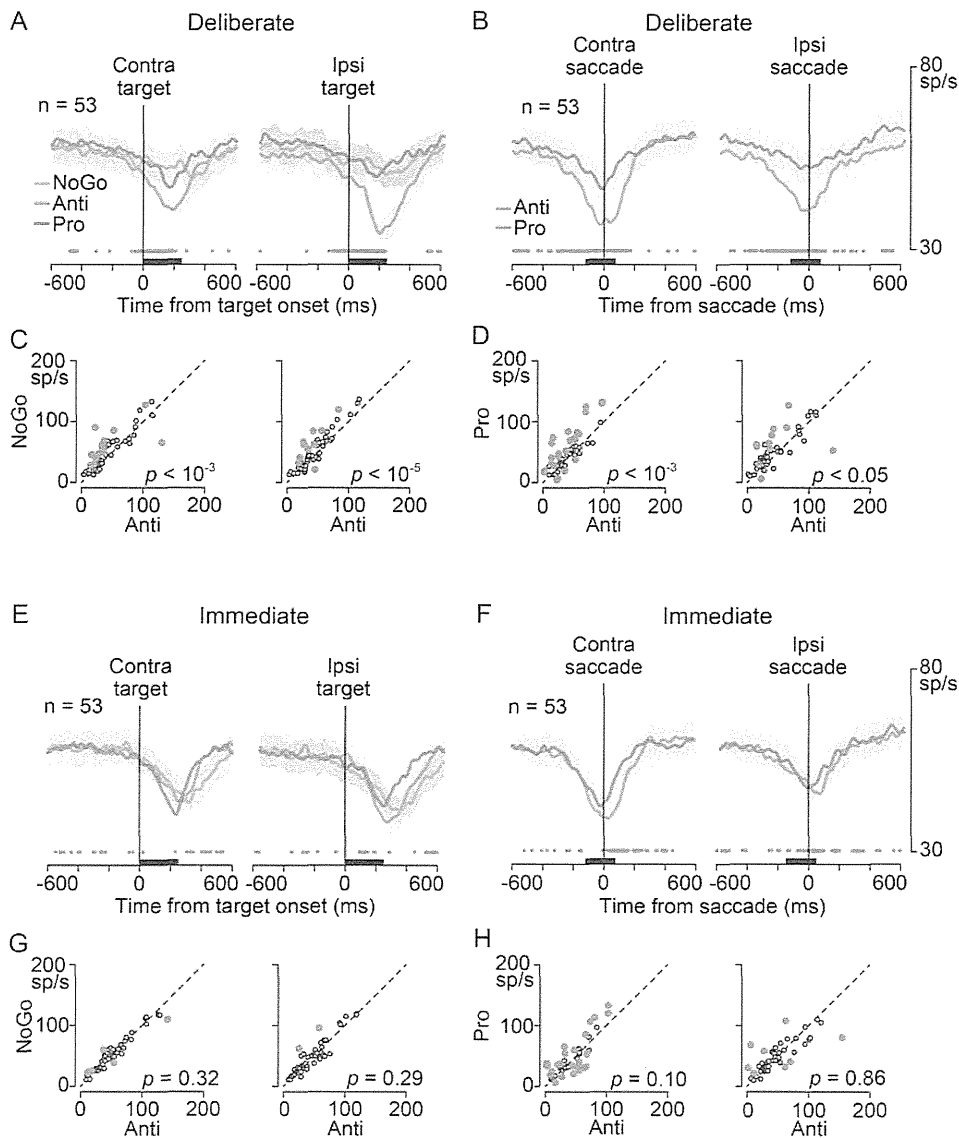 A
Deliberate
Contra
target
Ipsi
target
n = 53
NoGo
Anti
Pro
-600
0
600
-600
0
600
Time from target onset (ms)
B
Deliberate
Contra
saccade
Ipsi
saccade
80
sp/s
n = 53
Anti
Pro
30
-600
0
600
-600
0
600
Time from saccade (ms)
C
200
sp/s
100
0
NoGo
p < 10-3
0
100
200
Anti
p < 10-5
0
100
200
Anti
D
200
sp/s
100
0
Pro
p < 10-3
0
100
200
Anti
p < 0.05
0
100
200
Anti
E
Immediate
Contra
target
Ipsi
target
n = 53
-600
0
600
-600
0
600
Time from target onset (ms)
F
Immediate
Contra
saccade
Ipsi
saccade
80
sp/s
n = 53
30
-600
0
600
-600
0
600
Time from saccade (ms)
G
200
sp/s
100
0
NoGo
p = 0.32
0
100
200
Anti
p = 0.29
0
100
200
Anti
H
200
sp/s
100
0
Pro
p = 0.10
0
100
200
Anti
p = 0.86
0
100
200
Anti